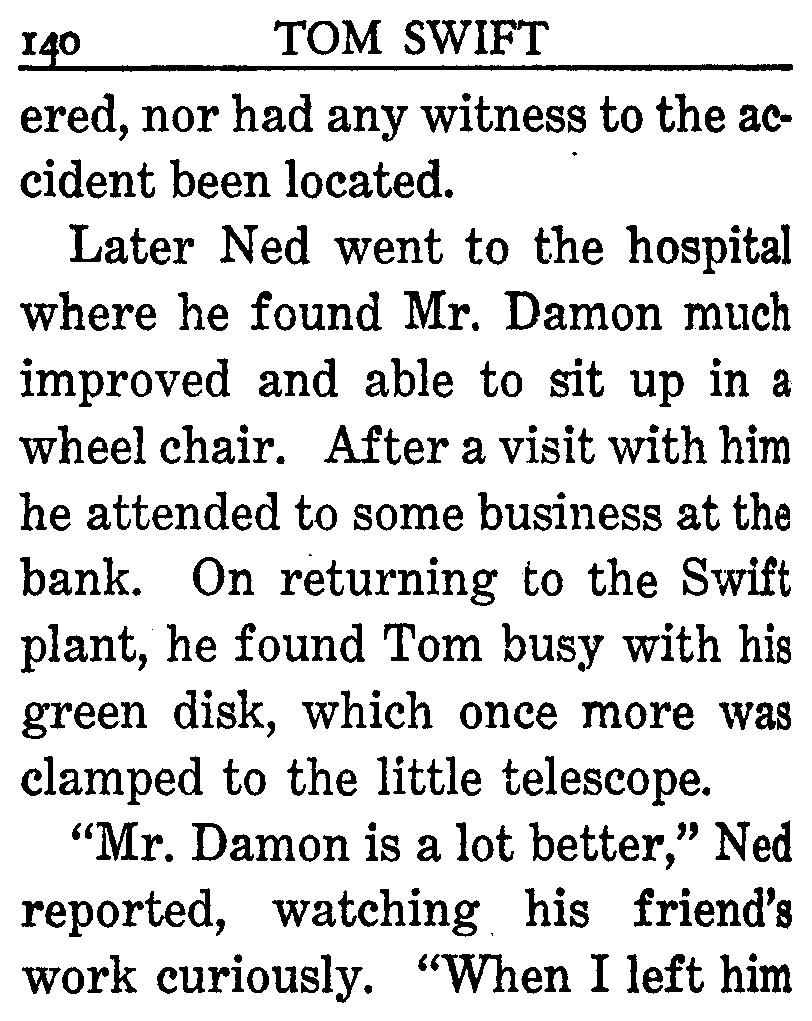 140 TOM SWIFT
ered, nor had any witness to the ac-
cident been located.
Later Ned went to the hospital
where he found Mr. Damon much
improved and able to sit up in a
wheel chair. After a visit with him
he attended to some business at the
bank. On returning to the Swift
plant, he found Tom busy with his
green disk, which once more was
clamped to the little telescope.
“Mr. Damon is a lot better,” Ned
reported, watching his friend's
work curiously. “When I left him